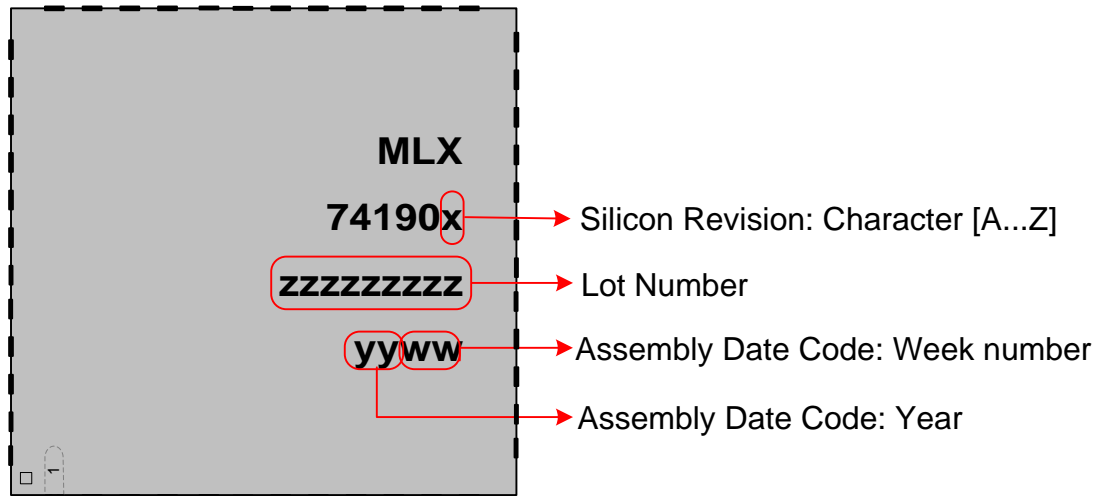 MLX
74190x Silicon Revision: Character [A...Z]
zzzzzzzzz Lot Number
yyww Assembly Date Code: Week number
Assembly Date Code: Year
1